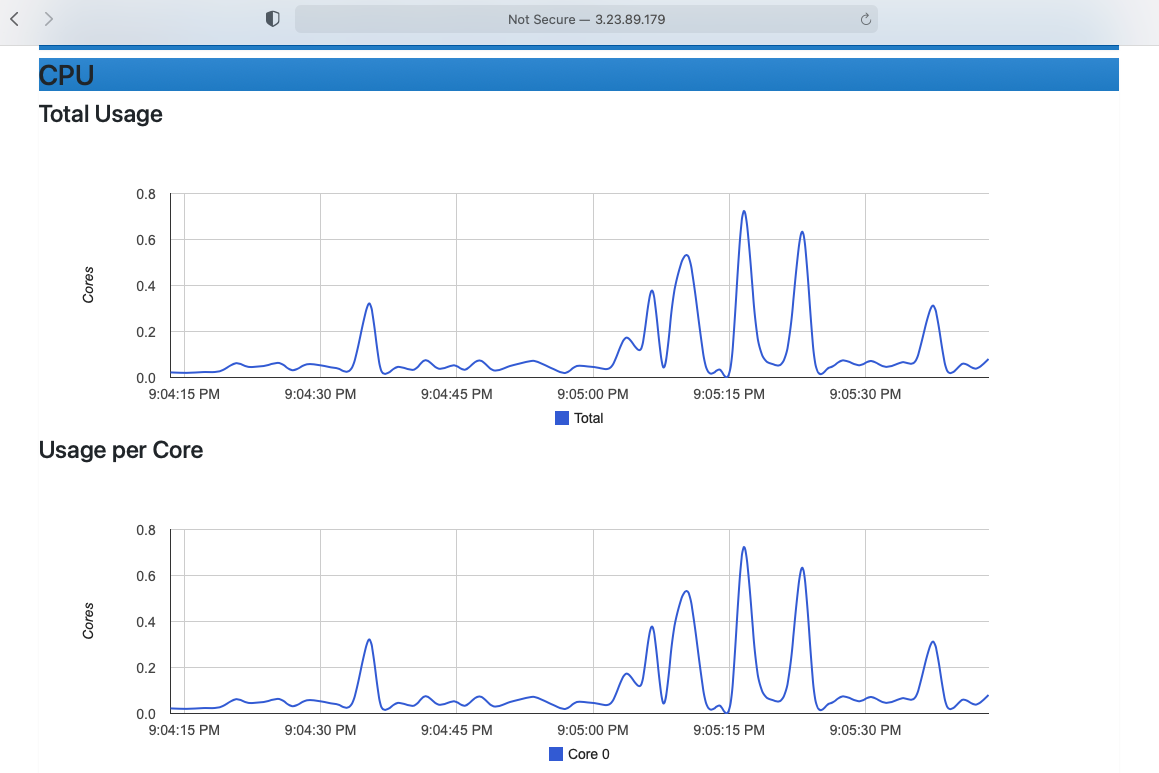 Not Secure — 3.23.89.179
CPU
Total Usage
0.8
0.6
0.4
0.2
0.0
Cores
9:04:15 PM 9:04:30 PM 9:04:45 PM 9:05:00 PM 9:05:15 PM 9:05:30 PM
Total
Usage per Core
0.8
0.6
0.4
0.2
0.0
Cores
9:04:15 PM 9:04:30 PM 9:04:45 PM 9:05:00 PM 9:05:15 PM 9:05:30 PM
Core 0